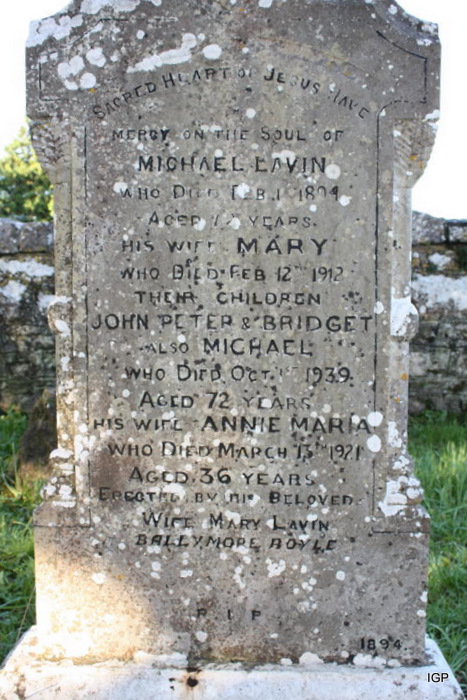 Sacred Heart of Jesus Have
Mercy on the Soul of
MICHAEL LAVIN
who Died Feb 1 1894
Aged YEARS.
HIS WIFE MARY
WHO DIED FEB 12TH 1912
THEIR CHILDREN
JOHN PETER & BRIDGET
ALSO MICHAEL
WHO DIED OCT. 1ST 1939.
AGED 72 YEARS
HIS WIFE ANNIE MARIA
WHO DIED MARCH 1921
AGED 36 YEARS
Erected by his Beloved
Wife Mary Lavin
BALLYMORE BOYLE
R I P
1894.
IGP